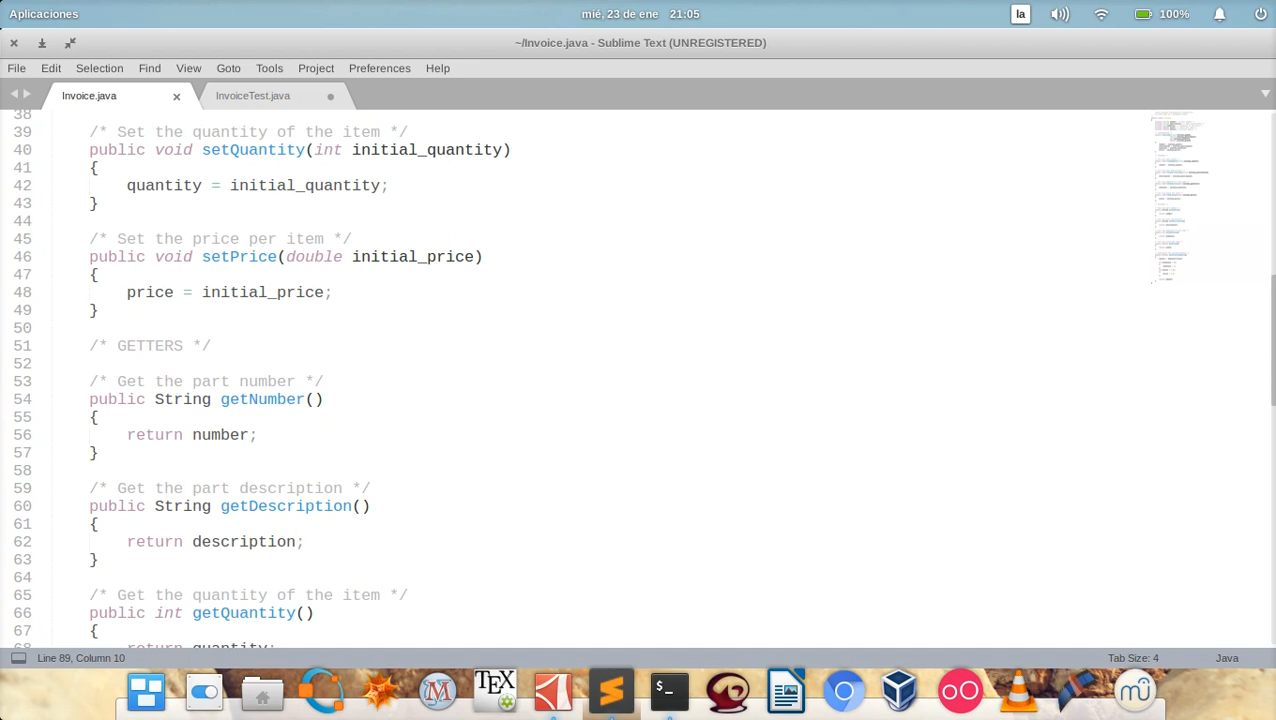 Aplicaciones
mié, 23 de ene 21:05
la
100%
~/Invoice.java - Sublime Text (UNREGISTERED)
File Edit Selection Find View Goto Tools Project Preferences Help
Invoice.java
InvoiceTest.java
38
39 /* Set the quantity of the item */
40 public void setQuantity(int initial_quantity)
41 {
42 quantity = initial_quantity;
43 }
44
45 /* Set the price per item */
46 public void setPrice(double initial_price)
47 {
48 price = initial_price;
49 }
50
51 /* GETTERS */
52
53 /* Get the part number */
54 public String getNumber()
55 {
56 return number;
57 }
58
59 /* Get the part description */
60 public String getDescription()
61 {
62 return description;
63 }
64
65 /* Get the quantity of the item */
66 public int getQuantity()
67 {
68 return quantity;
Line 89, Column 10
Tab Size: 4
Java
TEX
$_